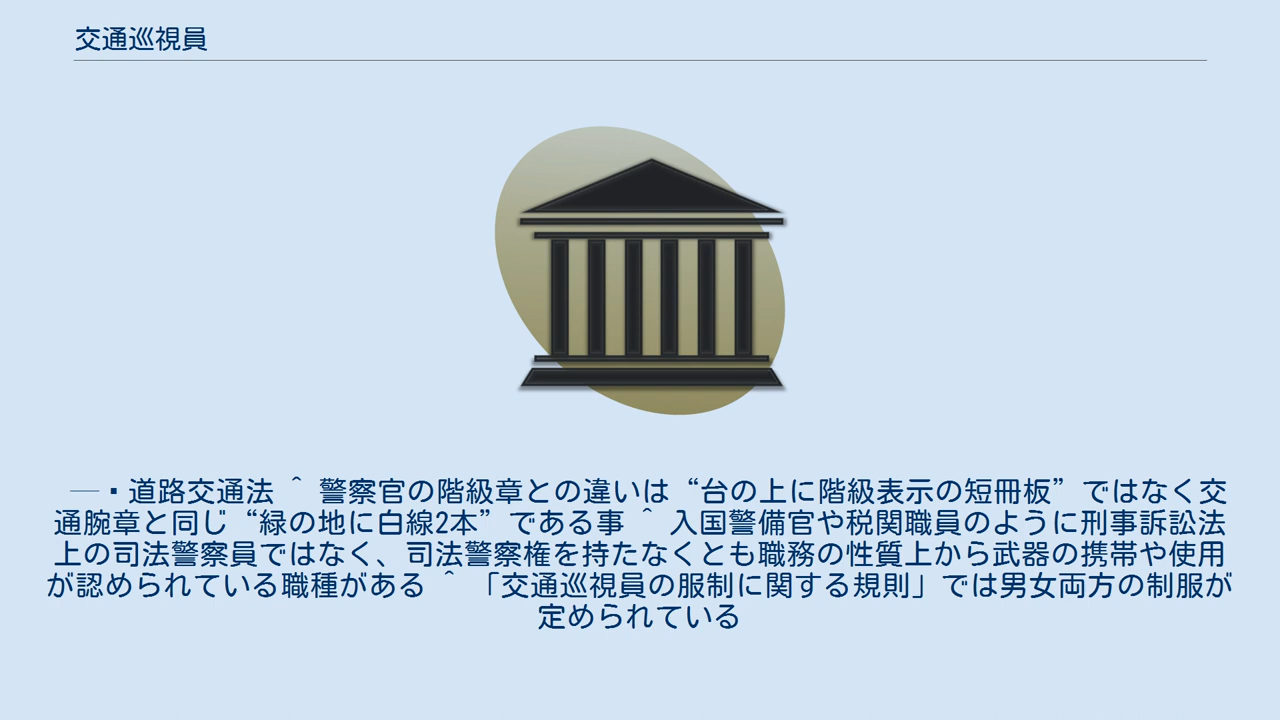 交通巡視員
―▪道路交通法 ＾ 警察官の階級章との違いは“台の上に階級表示の短冊板”ではなく交
通腕章と同じ“緑の地に白線2本”である事 ＾ 入国警備官や税関職員のように刑事訴訟法
上の司法警察員ではなく、司法警察権を持たなくとも職務の性質上から武器の携帯や使用
が認められている職種がある ＾ 「交通巡視員の服制に関する規則」では男女両方の制服が
定められている